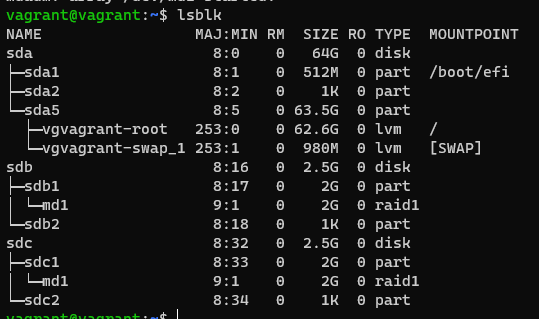 vagrant@vagrant:~$ lsblk
NAME                  MAJ:MIN RM  SIZE RO TYPE  MOUNTPOINT
sda                     8:0    0   64G  0 disk
├─sda1                  8:1    0  512M  0 part  /boot/efi
├─sda2                  8:2    0    1K  0 part
└─sda5                  8:5    0 63.5G  0 part
  ├─vgvagrant-root    253:0    0 62.6G  0 lvm   /
  └─vgvagrant-swap_1  253:1    0  980M  0 lvm   [SWAP]
sdb                     8:16   0  2.5G  0 disk
├─sdb1                  8:17   0    2G  0 part
│ └─md1                 9:1    0    2G  0 raid1
└─sdb2                  8:18   0    1K  0 part
sdc                     8:32   0  2.5G  0 disk
├─sdc1                  8:33   0    2G  0 part
│ └─md1                 9:1    0    2G  0 raid1
└─sdc2                  8:34   0    1K  0 part
vagrant@vagrant:~$